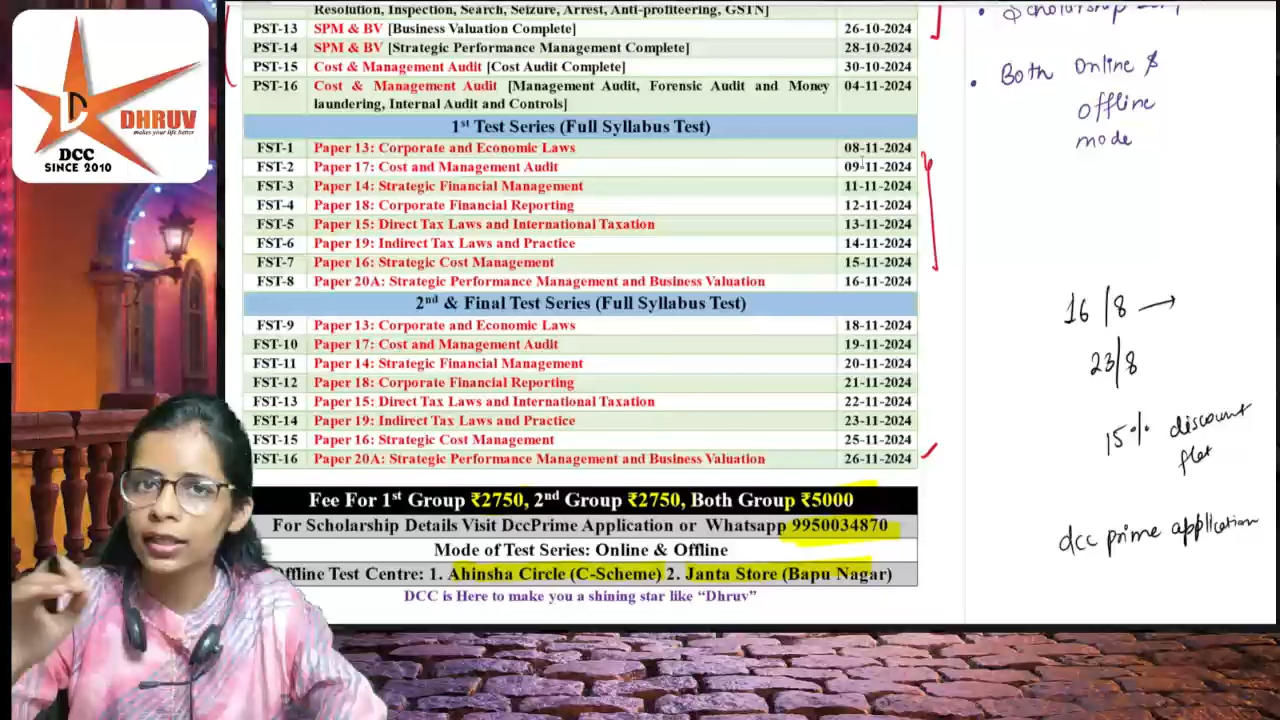 Resolution, Inspection, Search, Seizure, Arrest, Anti-profiteering, GSTN]
PST-13 SPM & BV [Business Valuation Complete] 26-10-2024
PST-14 SPM & BV [Strategic Performance Management Complete] 28-10-2024
PST-15 Cost & Management Audit [Cost Audit Complete] 30-10-2024
PST-16 Cost & Management Audit [Management Audit, Forensic Audit and Money 04-11-2024
laundering, Internal Audit and Controls]
1st Test Series (Full Syllabus Test)
FST-1 Paper 13: Corporate and Economic Laws 08-11-2024
FST-2 Paper 17: Cost and Management Audit 09-11-2024
FST-3 Paper 14: Strategic Financial Management 11-11-2024
FST-4 Paper 18: Corporate Financial Reporting 12-11-2024
FST-5 Paper 15: Direct Tax Laws and International Taxation 13-11-2024
FST-6 Paper 19: Indirect Tax Laws and Practice 14-11-2024
FST-7 Paper 16: Strategic Cost Management 15-11-2024
FST-8 Paper 20A: Strategic Performance Management and Business Valuation 16-11-2024
2nd & Final Test Series (Full Syllabus Test)
FST-9 Paper 13: Corporate and Economic Laws 18-11-2024
FST-10 Paper 17: Cost and Management Audit 19-11-2024
FST-11 Paper 14: Strategic Financial Management 20-11-2024
FST-12 Paper 18: Corporate Financial Reporting 21-11-2024
FST-13 Paper 15: Direct Tax Laws and International Taxation 22-11-2024
FST-14 Paper 19: Indirect Tax Laws and Practice 23-11-2024
FST-15 Paper 16: Strategic Cost Management 25-11-2024
FST-16 Paper 20A: Strategic Performance Management and Business Valuation 26-11-2024
Fee For 1st Group ₹2750, 2nd Group ₹2750, Both Group ₹5000
For Scholarship Details Visit DccPrime Application or Whatsapp 9950034870
Mode of Test Series: Online & Offline
ffline Test Centre: 1. Ahinsha Circle (C-Scheme) 2. Janta Store (Bapu Nagar)
DCC is Here to make you a shining star like “Dhruv”
D
DHRUV
makes your life better
DCC
SINCE 2010
Scholarship
• Both Online &
offline
mode
16/8 →
23/8
15% discount
flat
dcc prime application